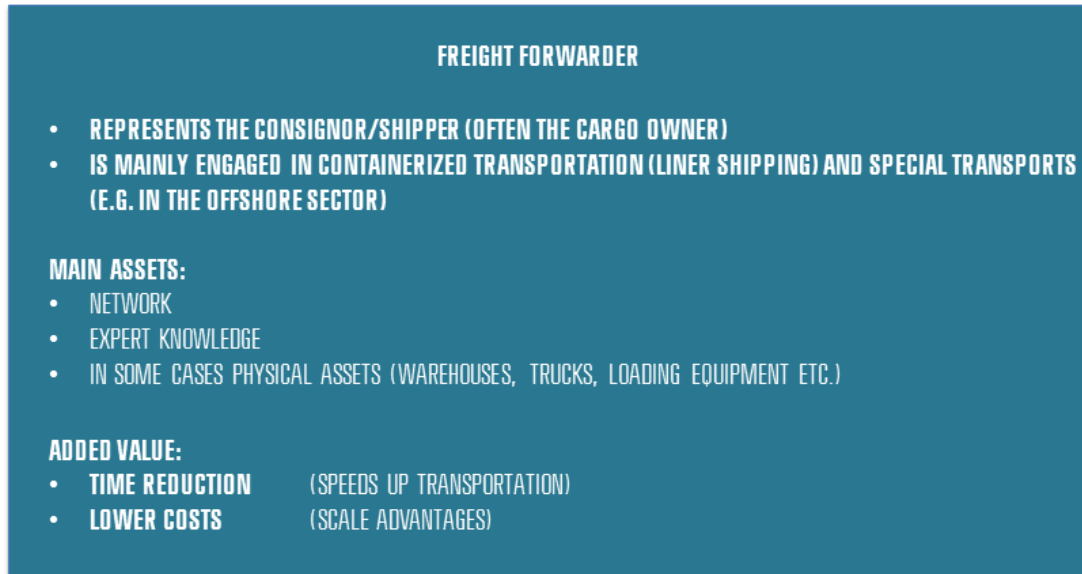 FREIGHT FORWARDER
• REPRESENTS THE CONSIGNOR/SHIPPER (OFTEN THE CARGO OWNER)
• IS MAINLY ENGAGED IN CONTAINERIZED TRANSPORTATION (LINER SHIPPING) AND SPECIAL TRANSPORTS
(E.G. IN THE OFFSHORE SECTOR)
MAIN ASSETS:
• NETWORK
• EXPERT KNOWLEDGE
• IN SOME CASES PHYSICAL ASSETS (WAREHOUSES, TRUCKS, LOADING EQUIPMENT ETC.)
ADDED VALUE:
• TIME REDUCTION (SPEEDS UP TRANSPORTATION)
• LOWER COSTS (SCALE ADVANTAGES)